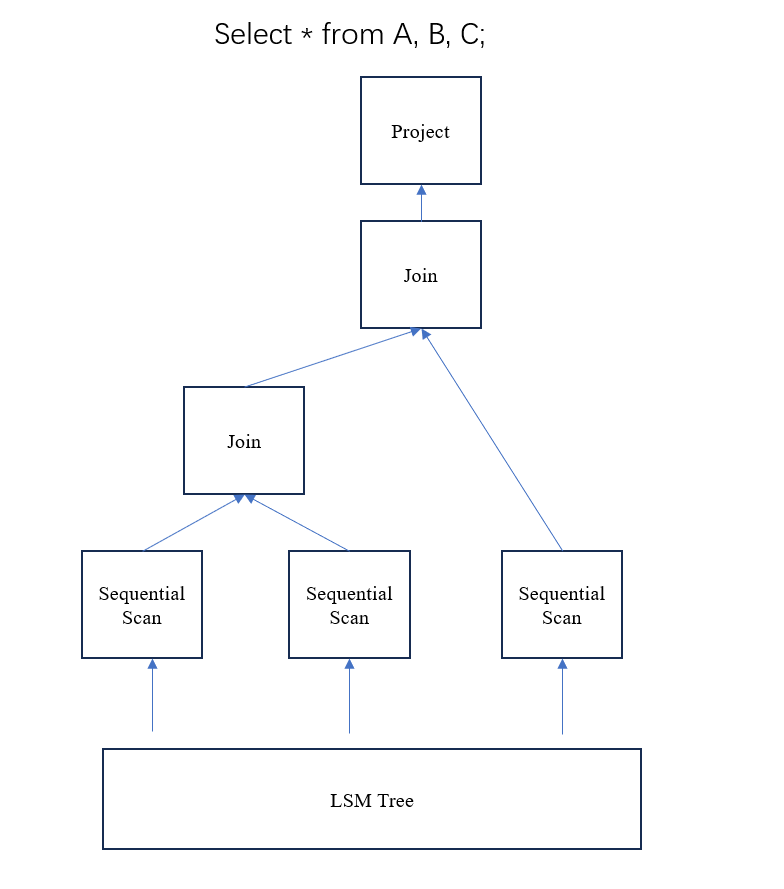 Select * from A, B, C;
Project
Join
Join
Sequential
Scan
Sequential
Scan
Sequential
Scan
LSM Tree